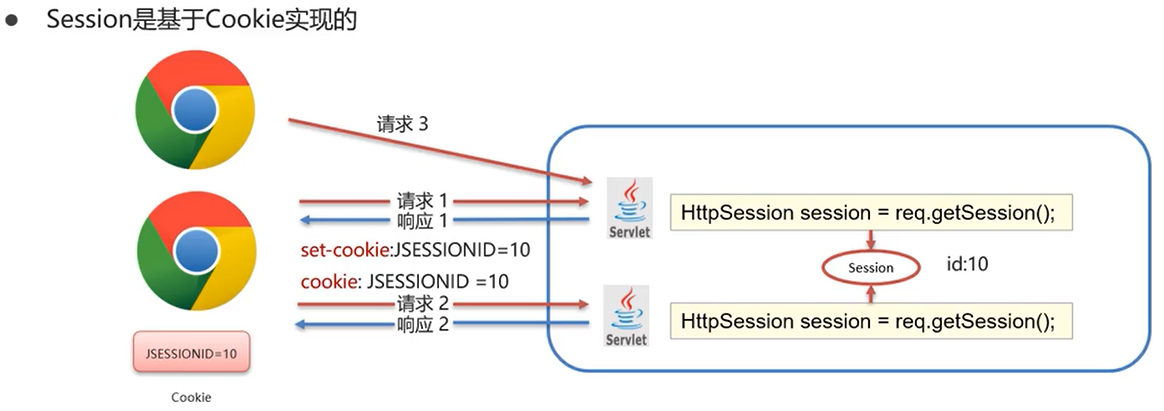 ● Session是基于Cookie实现的
请求 3
请求 1
响应 1
set-cookie:JSESSIONID=10
cookie: JSESSIONID =10
请求 2
响应 2
JSESSIONID=10
Cookie
Servlet
HttpSession session = req.getSession();
Session
id:10
Servlet
HttpSession session = req.getSession();